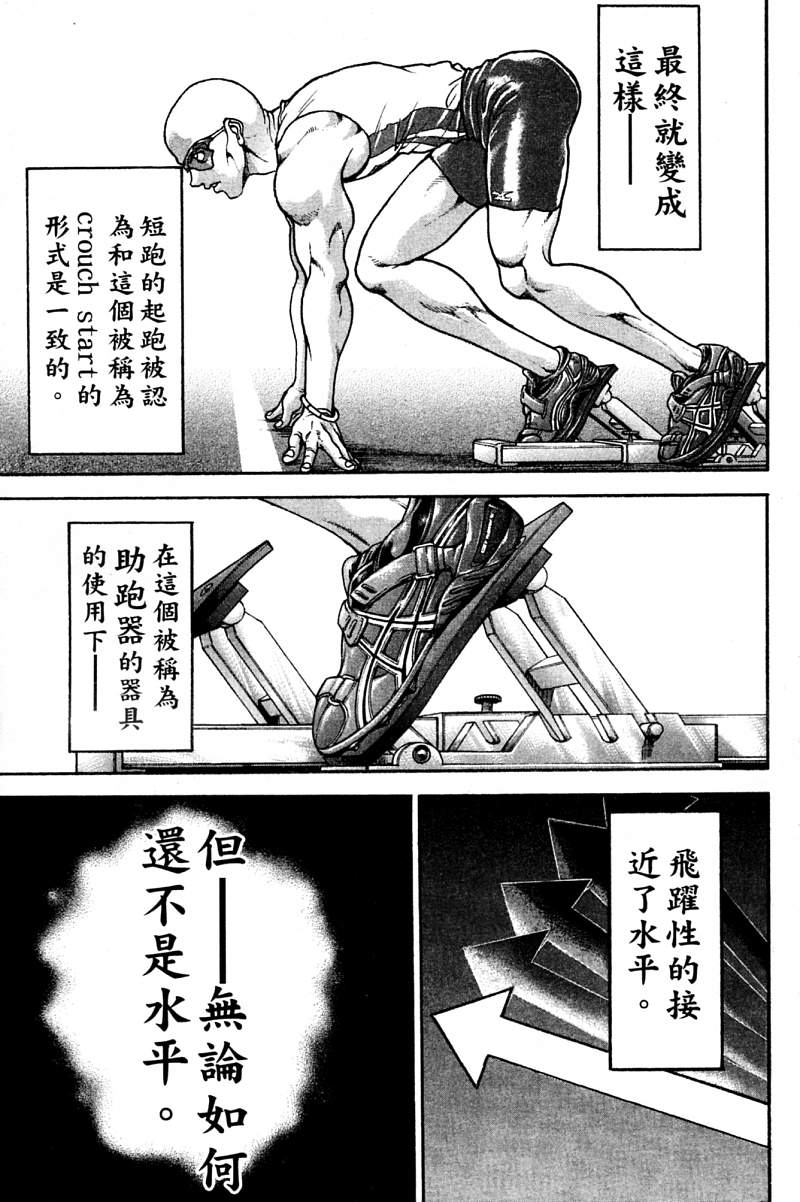 最終就變成
這樣——
短跑的起跑被認
為和這個被稱為
crouch start的
形式是一致的。
在這個被稱為
助跑器的器具
的使用下——
飛躍性的接
近了水平。
但——無論如何
還不是水平。